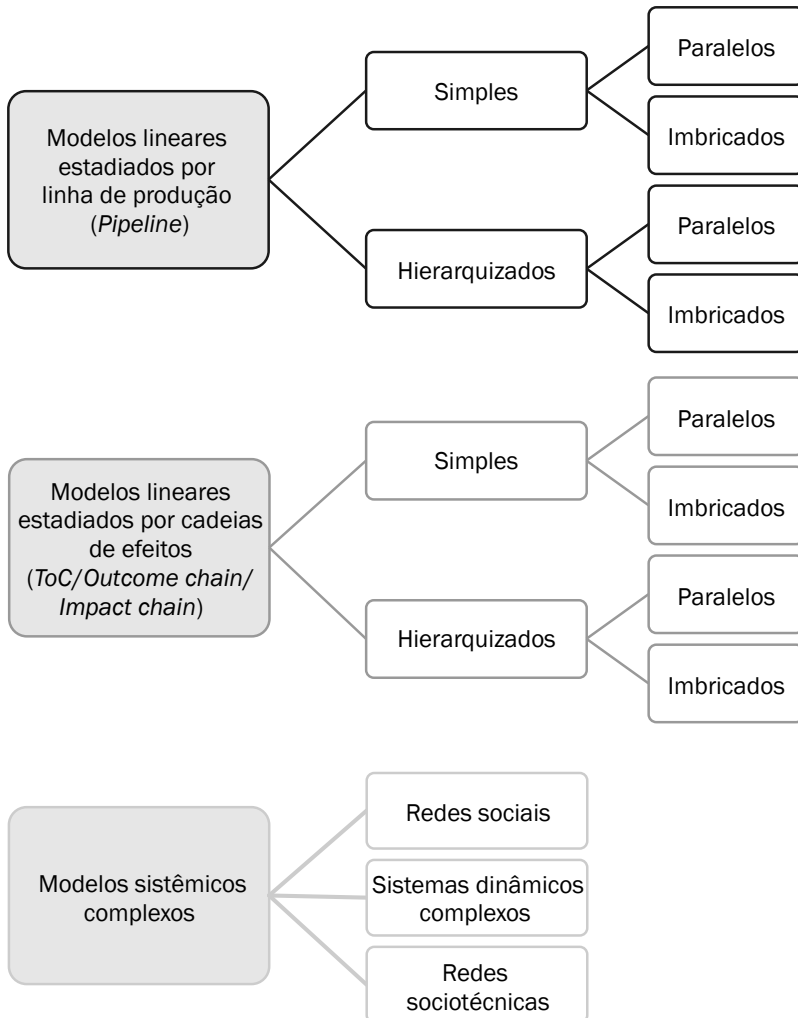 Modelos lineares
estadiados por
linha de produção
(Pipeline)
Simples
Paralelos
Imbricados
Hierarquizados
Paralelos
Imbricados
Modelos lineares
estadiados por cadeias
de efeitos
(ToC/Outcome chain/
Impact chain)
Simples
Paralelos
Imbricados
Hierarquizados
Paralelos
Imbricados
Modelos sistêmicos
complexos
Redes sociais
Sistemas dinâmicos
complexos
Redes
sociotécnicas